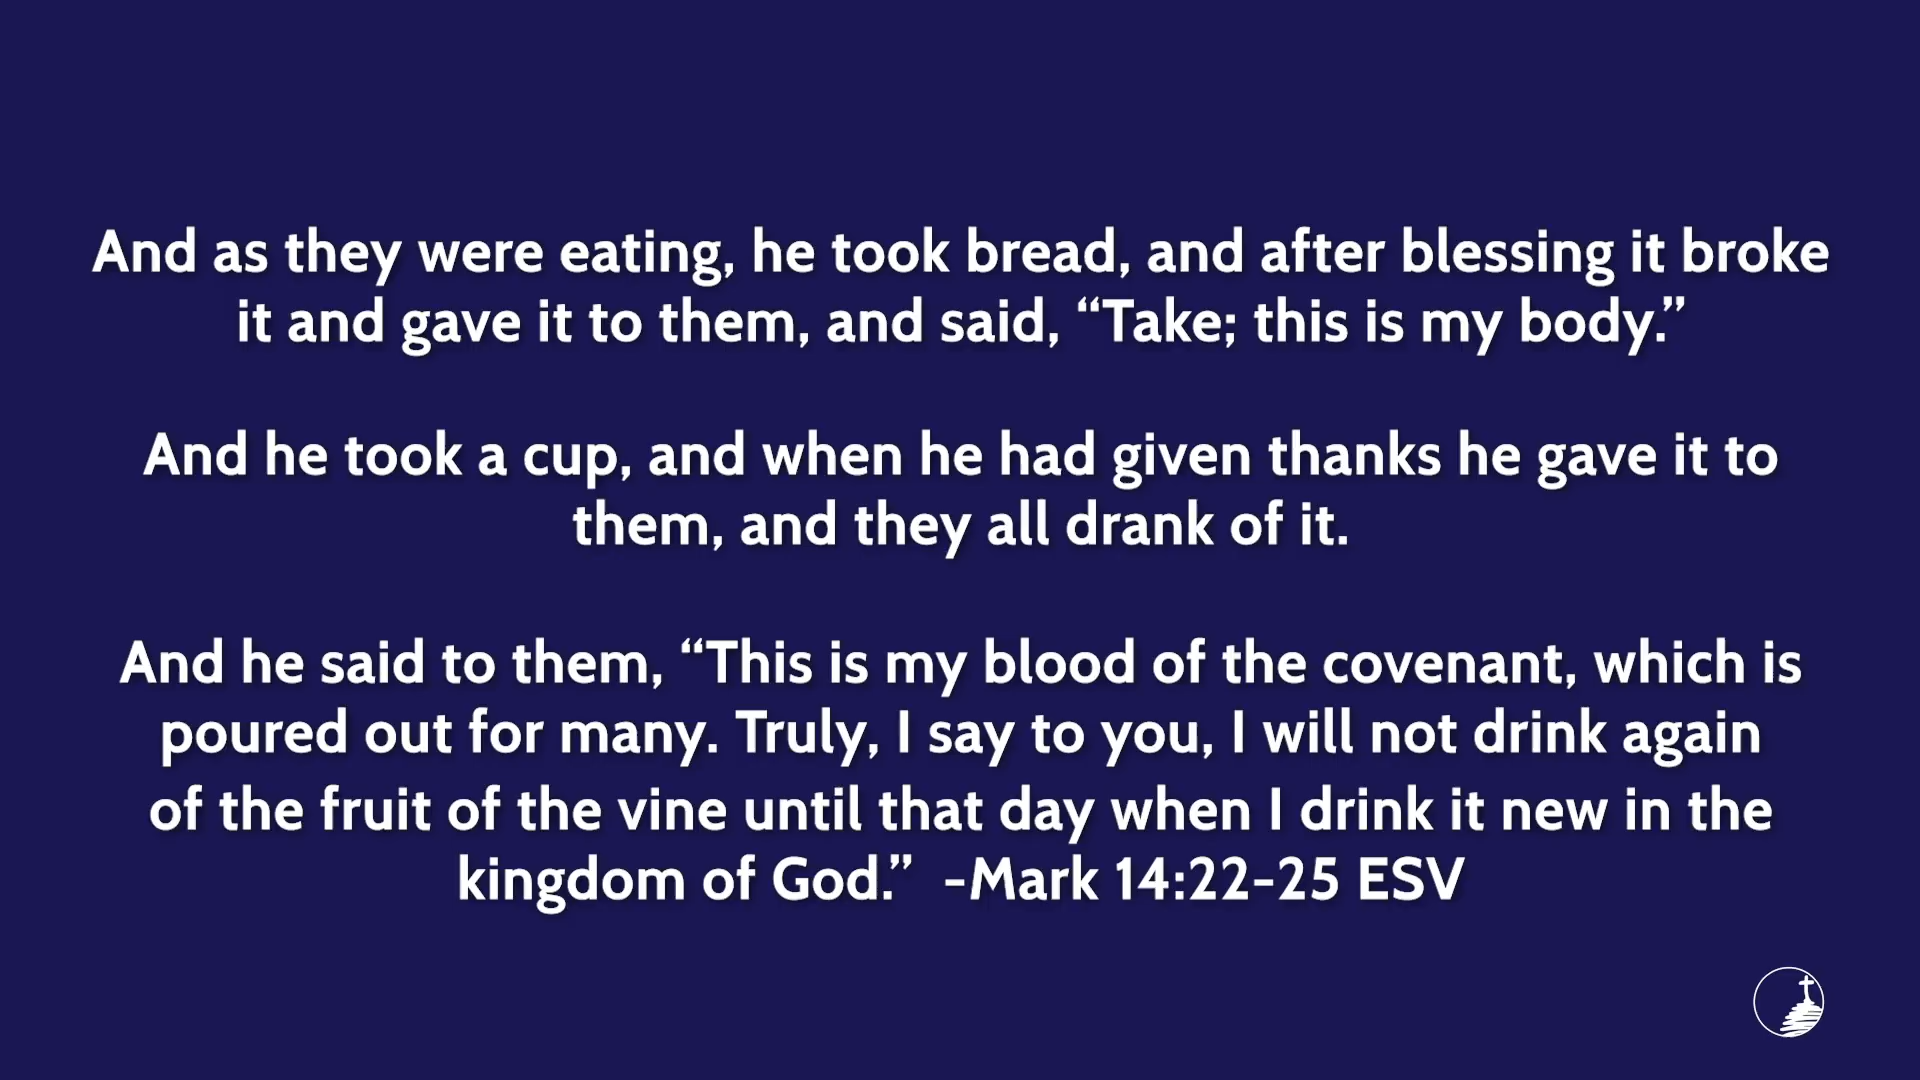 And as they were eating, he took bread, and after blessing it broke
it and gave it to them, and said, “Take; this is my body.”
And he took a cup, and when he had given thanks he gave it to
them, and they all drank of it.
And he said to them, “This is my blood of the covenant, which is
poured out for many. Truly, I say to you, I will not drink again
of the fruit of the vine until that day when I drink it new in the
kingdom of God.”  -Mark 14:22-25 ESV